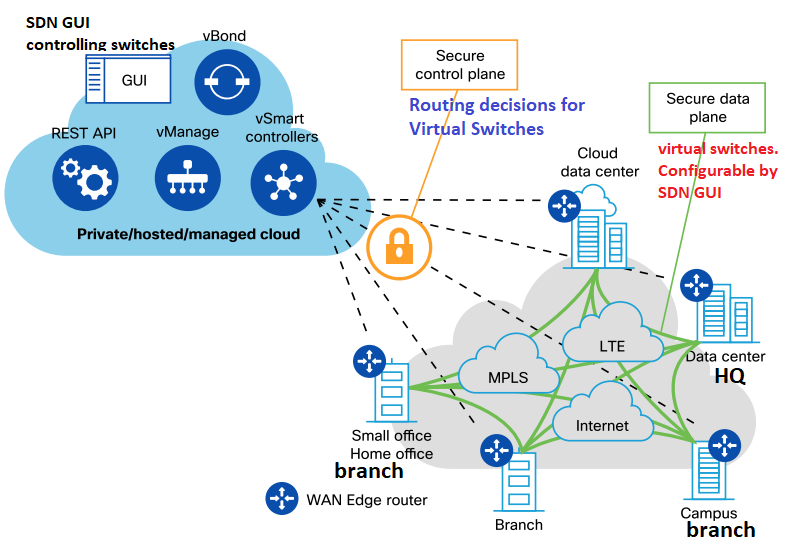 SDN GUI
controlling switches
vBond
GUI
REST API
vManage
vSmart
controllers
Private/hosted/managed cloud
Secure
control plane
Routing decisions for
Virtual Switches
Secure data
plane
virtual switches.
Configurable by
SDN GUI
Cloud
data center
LTE
MPLS
Internet
Data center
HQ
Small office
Home office
branch
WAN Edge router
Branch
Campus
branch